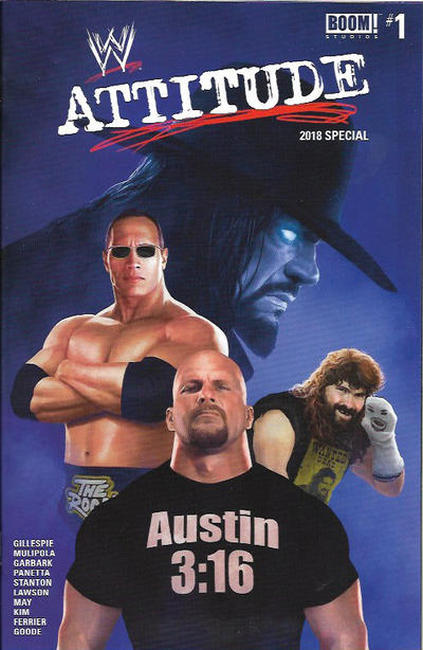 BOOM!
STUDIOS
#1
W
ATTITUDE
2018 SPECIAL
THE
ROCK
Austin
3:16
GILLESPIE
MULIPOLA
GARBARK
PANETTA
STANTON
LAWSON
MAY
KIM
FERRIER
GOODE